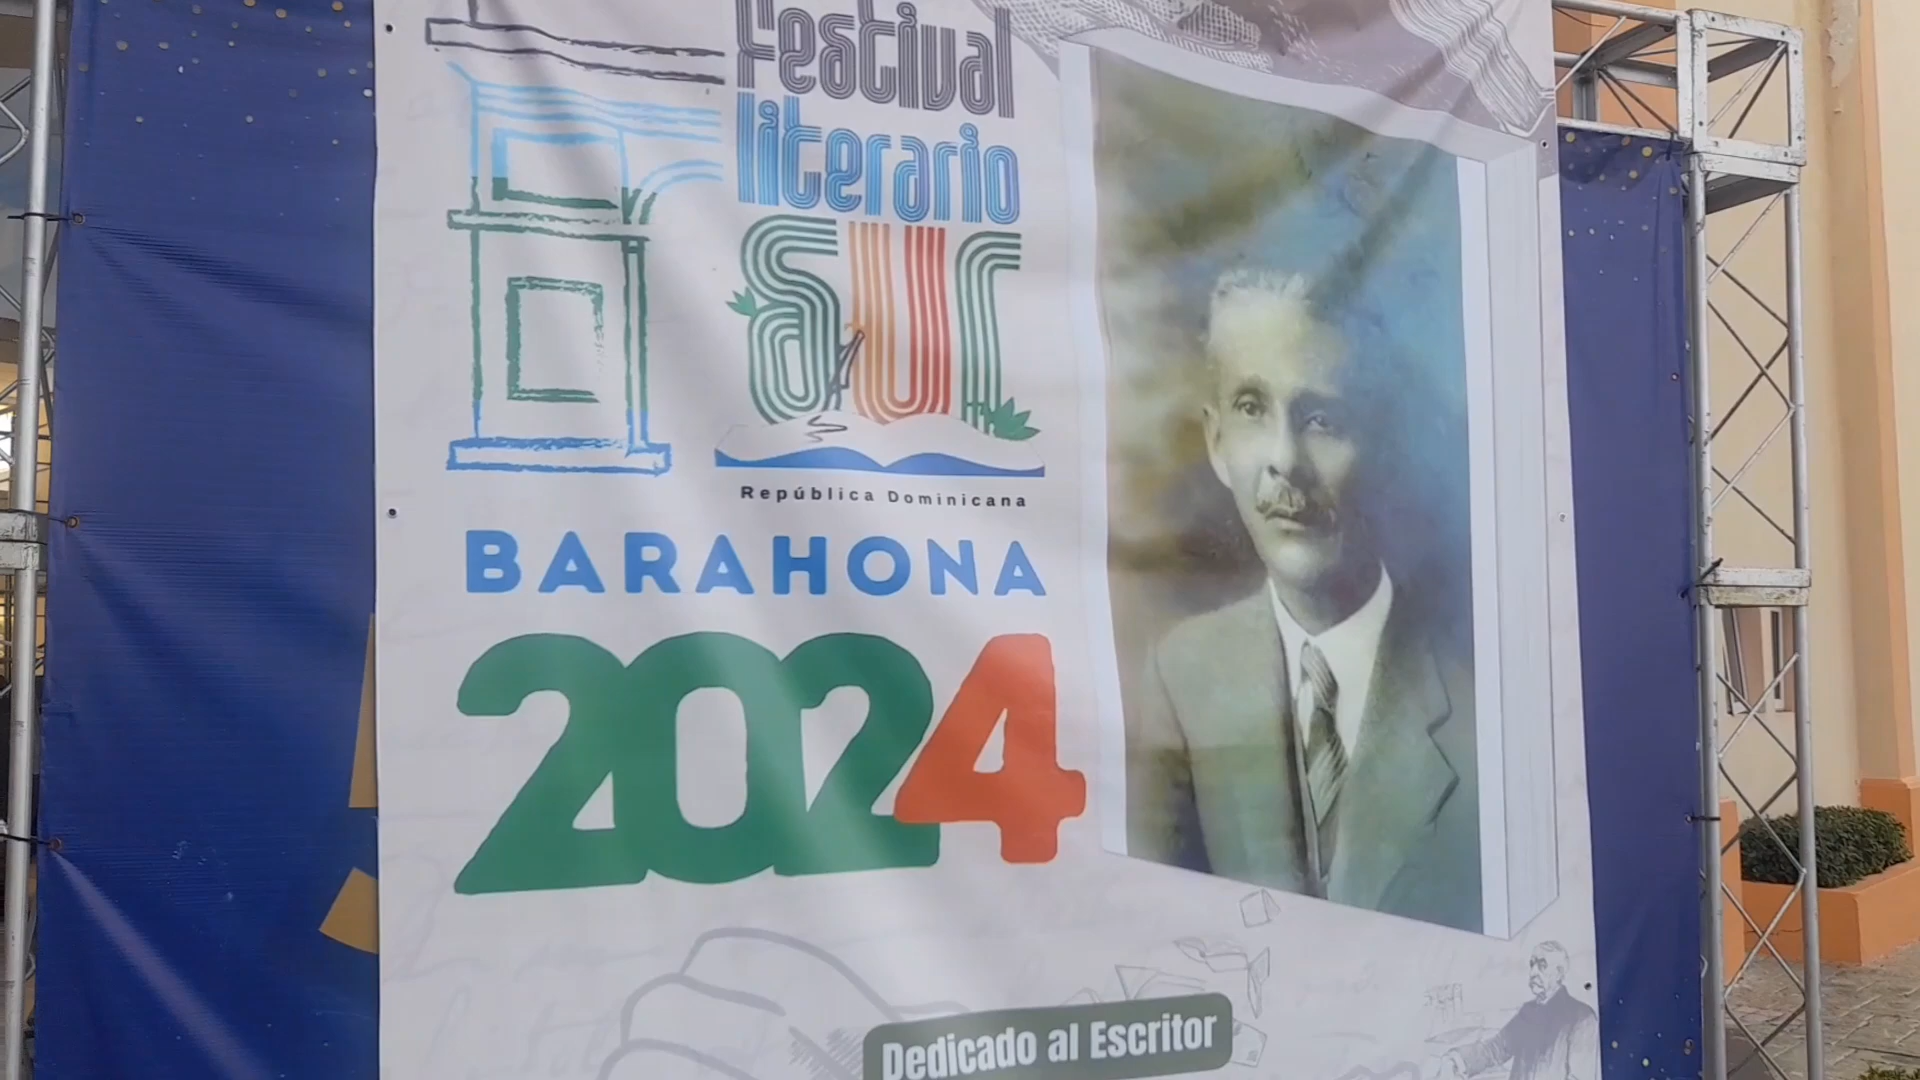 Festival
literario
sur
República Dominicana
BARAHONA
2024
Dedicado al Escritor